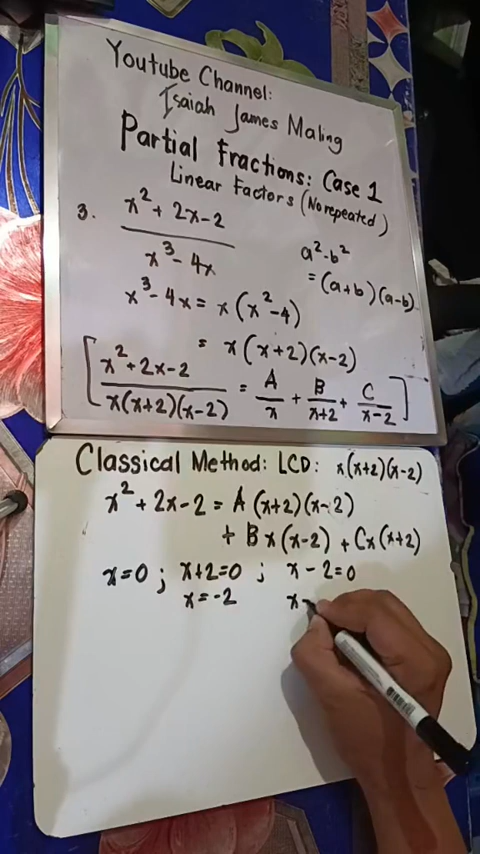 Youtube Channel:
Isaiah James Maling
Partial Fractions: Case 1
Linear Factors (No repeated)
3. x² + 2x - 2 / x³ - 4x
a² - b²
= (a+b)(a-b)
x³ - 4x = x(x² - 4)
= x(x+2)(x-2)
[x² + 2x - 2 / x(x+2)(x-2) = A/x + B/x+2 + C/x-2]
Classical Method: LCD: x(x+2)(x-2)
x² + 2x - 2 = A(x+2)(x-2)
+ Bx(x-2) + Cx(x+2)
x=0 ; x+2=0 ; x-2=0
x=-2 x